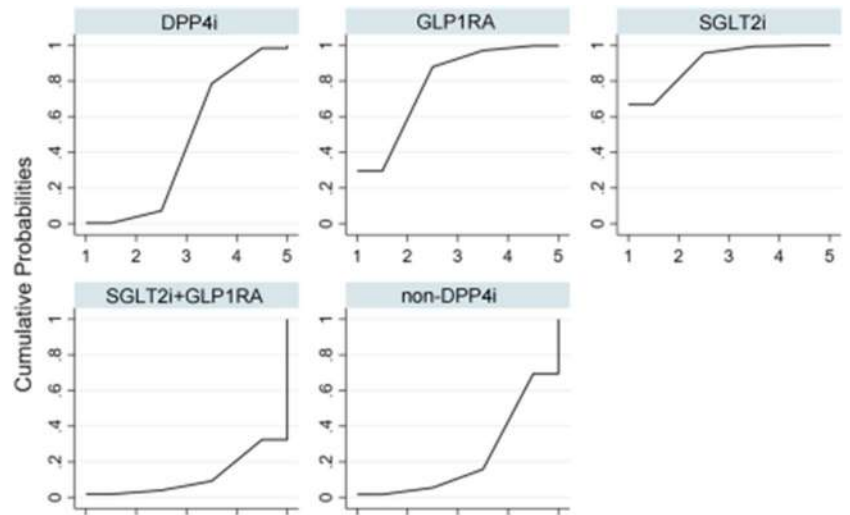 DPP4i GLP1RA SGLT2i
1 1 1
.8 .8 .8
.6 .6 .6
.4 .4 .4
.2 .2 .2
0 0 0
1 2 3 4 5 1 2 3 4 5 1 2 3 4 5
Cumulative Probabilities
SGLT2i+GLP1RA non-DPP4i
1 1
.8 .8
.6 .6
.4 .4
.2 .2
0 0